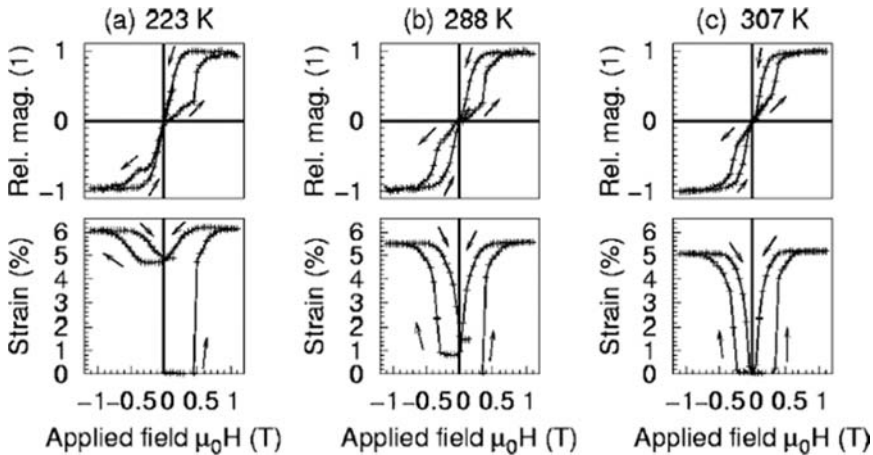 (a) 223 K (b) 288 K (c) 307 K
Rel. mag. (1) Rel. mag. (1) Rel. mag. (1)
1 1 1
0 0 0
−1 −1 −1
Strain (%) Strain (%) Strain (%)
6 6 6
5 5 5
4 4 4
3 3 3
2 2 2
1 1 1
0 0 0
−1−0.5 0 0.5 1 −1−0.5 0 0.5 1 −1−0.5 0 0.5 1
Applied field μ₀H (T) Applied field μ₀H (T) Applied field μ₀H (T)